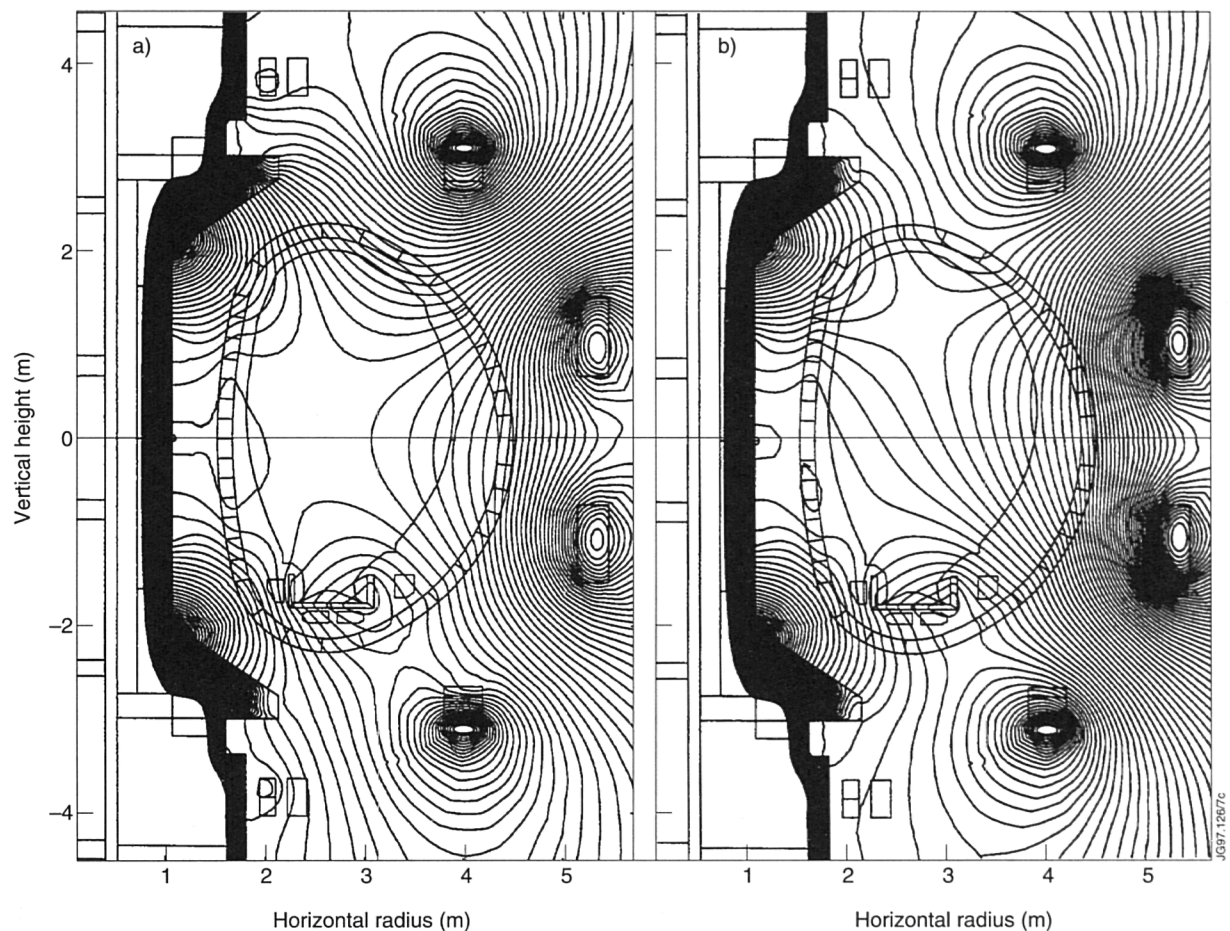 a)
b)
4
2
0
−2
−4
Vertical height (m)
1 2 3 4 5
1 2 3 4 5
Horizontal radius (m)
Horizontal radius (m)
JG97.126/7c